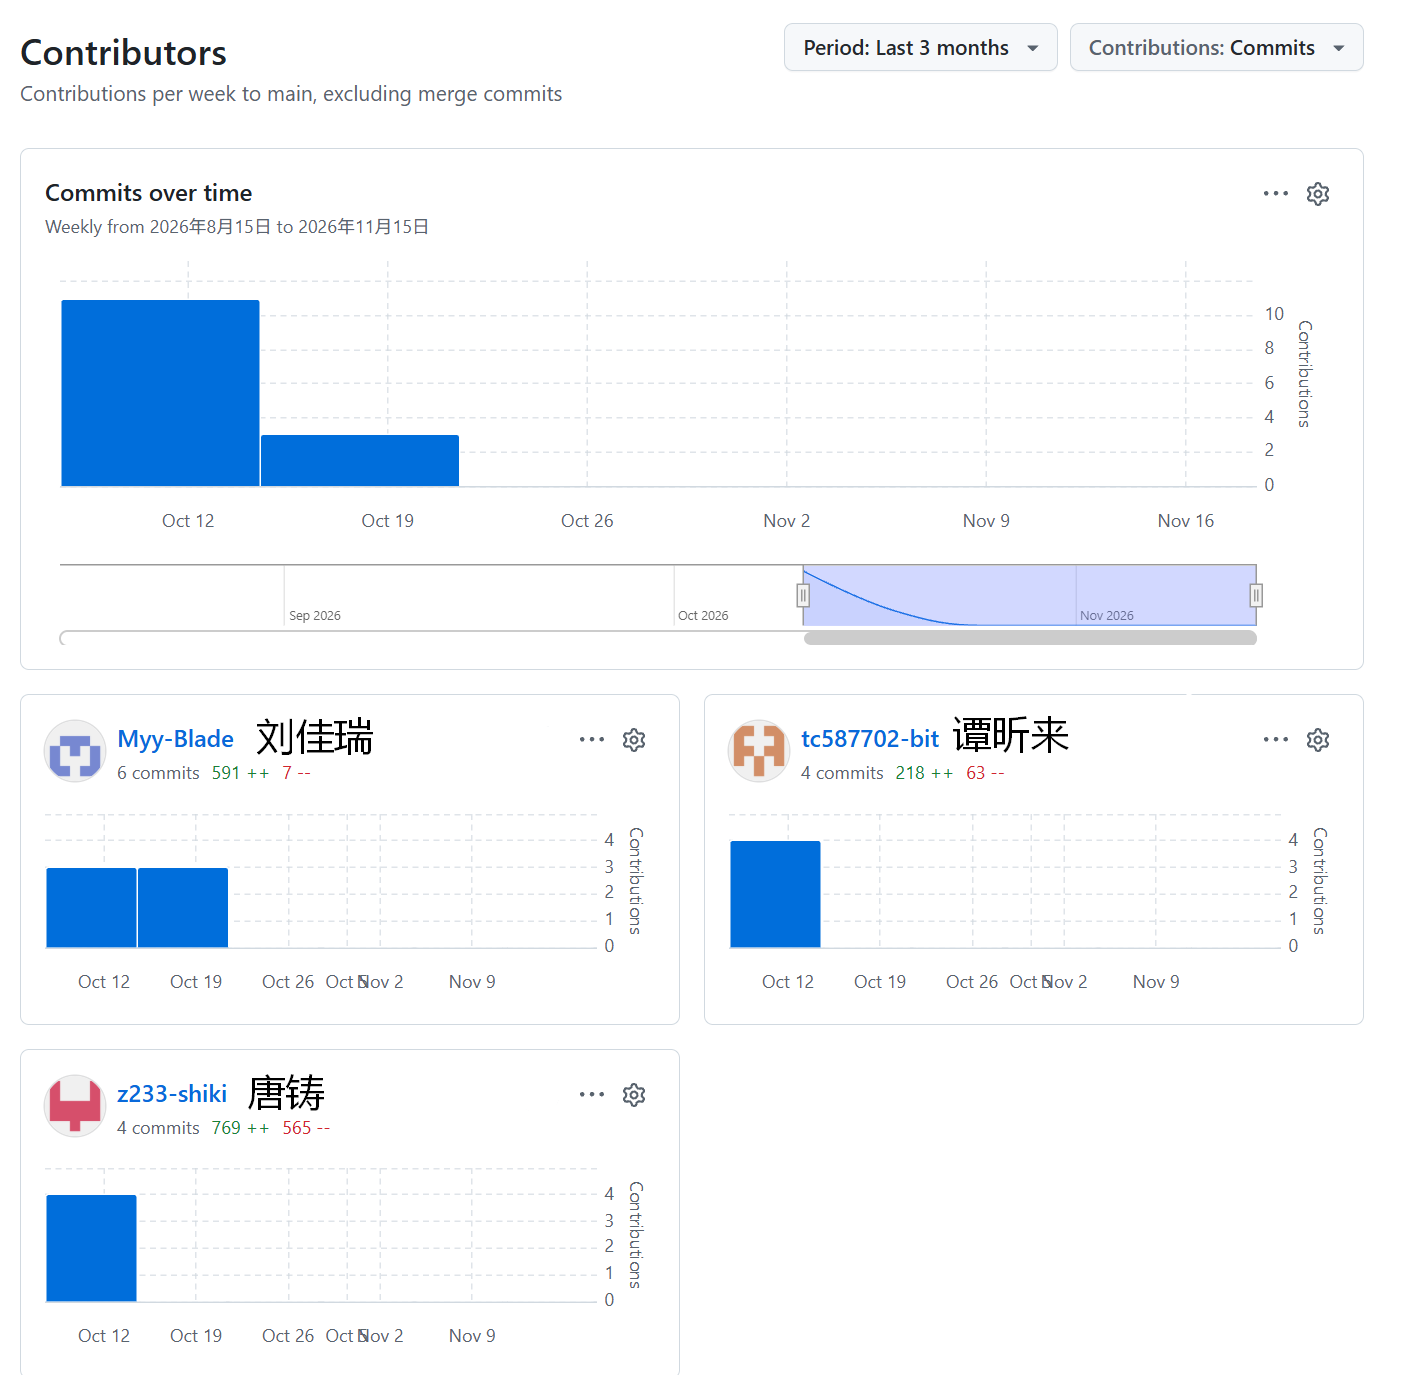 Contributors
Period: Last 3 months
Contributions: Commits
Contributions per week to main, excluding merge commits
Commits over time
Weekly from 2026年8月15日 to 2026年11月15日
10
8
6
4
2
0
Contributions
Oct 12 Oct 19 Oct 26 Nov 2 Nov 9 Nov 16
Sep 2026 Oct 2026 Nov 2026
Myy-Blade 刘佳瑞
6 commits 591 ++ 7 --
4
3
2
1
0
Contributions
Oct 12 Oct 19 Oct 26 Oct 5 Nov 2 Nov 9
tc587702-bit 谭昕来
4 commits 218 ++ 63 --
4
3
2
1
0
Contributions
Oct 12 Oct 19 Oct 26 Oct 5 Nov 2 Nov 9
z233-shiki 唐铸
4 commits 769 ++ 565 --
4
3
2
1
0
Contributions
Oct 12 Oct 19 Oct 26 Oct 5 Nov 2 Nov 9